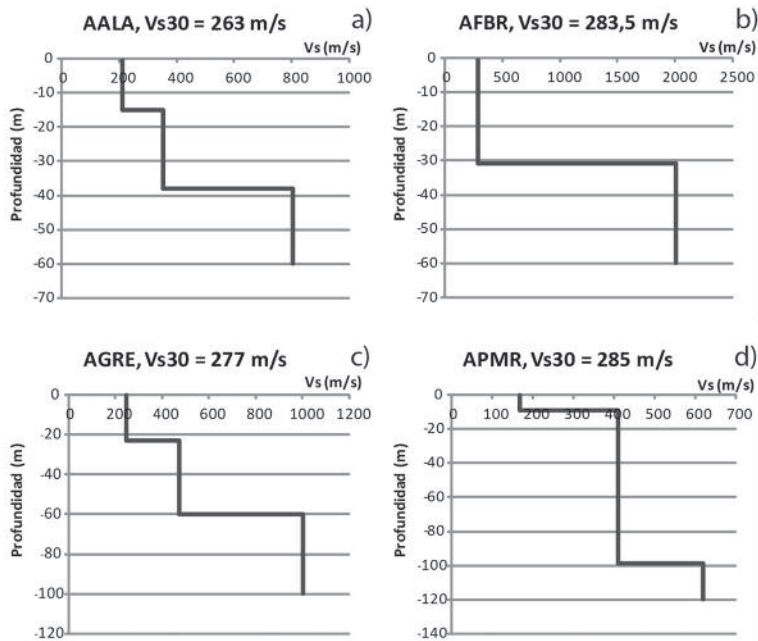 AALA, Vs30 = 263 m/s a)
Vs (m/s)
0 200 400 600 800 1000
0
-10
-20
-30
-40
-50
-60
-70
Profundidad (m)
AFBR, Vs30 = 283,5 m/s b)
Vs (m/s)
0 500 1000 1500 2000 2500
0
-10
-20
-30
-40
-50
-60
-70
Profundidad (m)
AGRE, Vs30 = 277 m/s c)
Vs (m/s)
0 200 400 600 800 1000 1200
0
-20
-40
-60
-80
-100
-120
Profundidad (m)
APMR, Vs30 = 285 m/s d)
Vs (m/s)
0 100 200 300 400 500 600 700
0
-20
-40
-60
-80
-100
-120
-140
Profundidad (m)